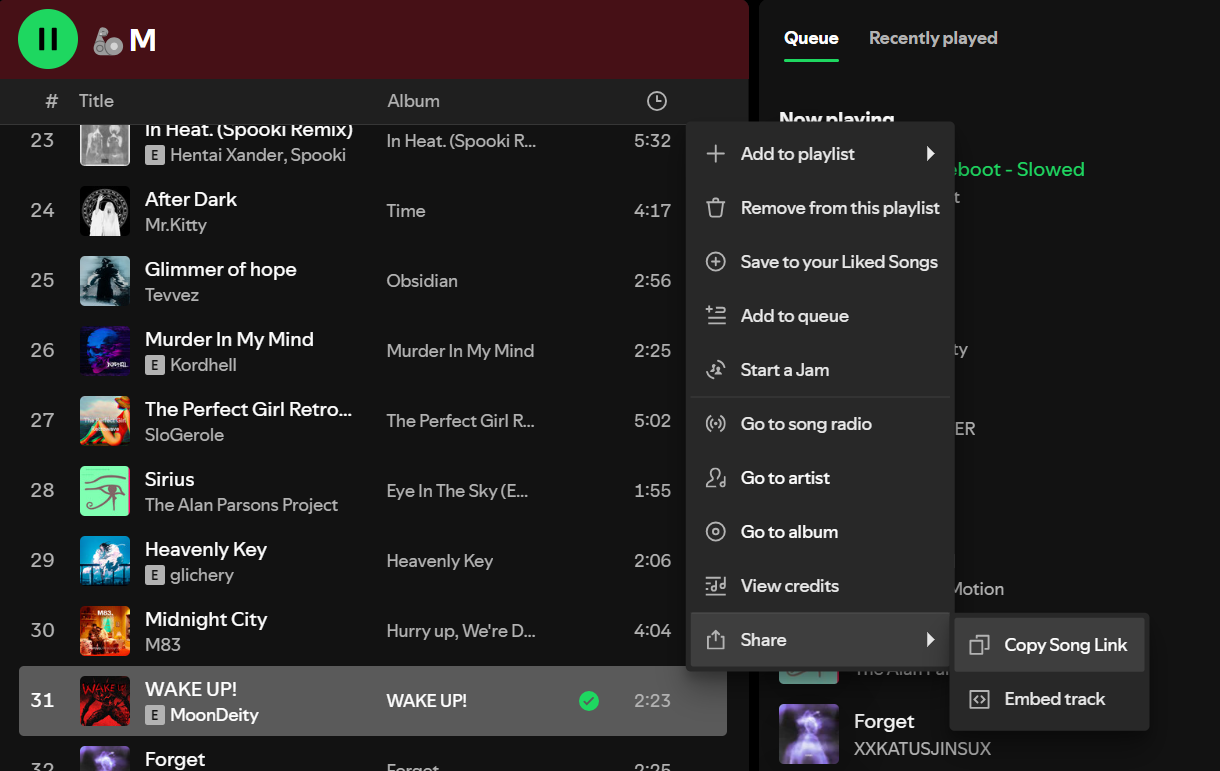 M
Queue
Recently played
# Title Album
Now playing
23
In Heat. (Spooki Remix)
E Hentai Xander, Spooki
In Heat. (Spooki R...
5:32
eboot - Slowed
t
24
After Dark
Mr.Kitty
Time
4:17
25
Glimmer of hope
Tevvez
Obsidian
2:56
26
Murder In My Mind
E Kordhell
Murder In My Mind
2:25
ty
27
The Perfect Girl Retro...
SloGerole
The Perfect Girl R...
5:02
ER
28
Sirius
The Alan Parsons Project
Eye In The Sky (E...
1:55
29
Heavenly Key
E glichery
Heavenly Key
2:06
Motion
30
M83.
Midnight City
M83
Hurry up, We're D...
4:04
31
WAKE UP!
WAKE UP!
E MoonDeity
WAKE UP!
2:23
32
Forget
Forget
2:25
Add to playlist
Remove from this playlist
Save to your Liked Songs
Add to queue
Start a Jam
Go to song radio
Go to artist
Go to album
View credits
Share
Copy Song Link
Embed track
The Alan Par
Forget
XXKATUSJINSUX